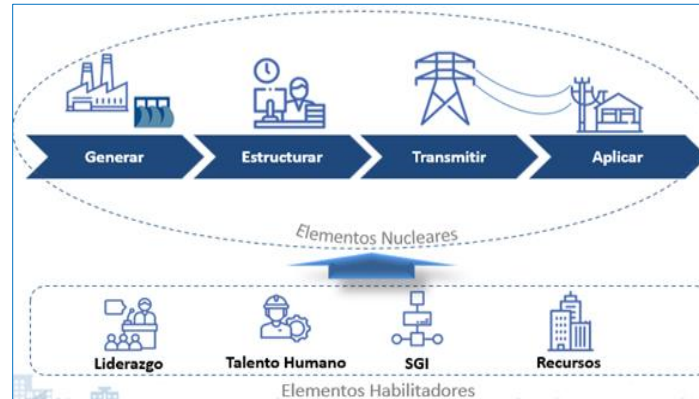 Generar Estructurar Transmitir Aplicar
Elementos Nucleares
Liderazgo Talento Humano SGI Recursos
Elementos Habilitadores